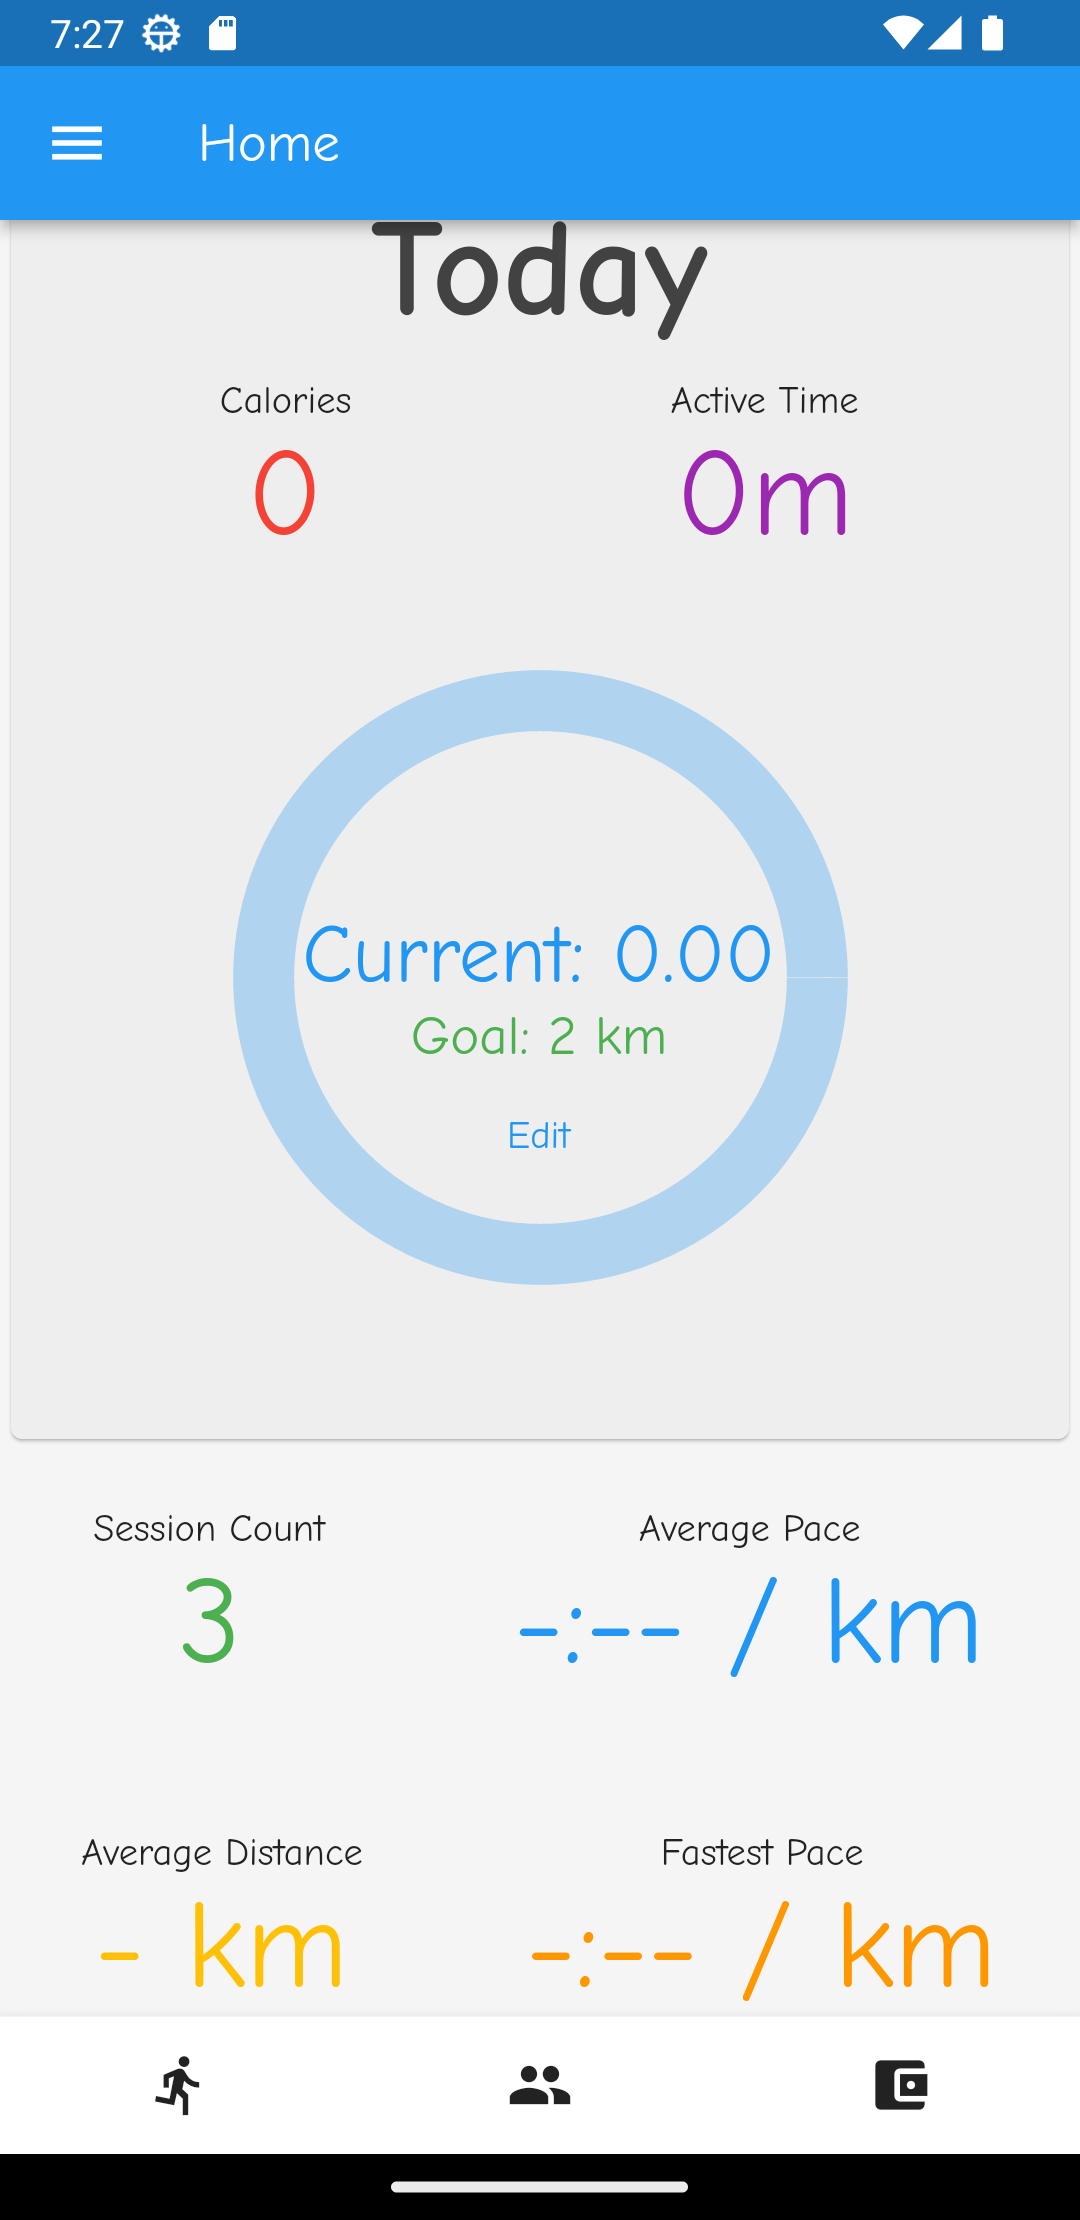 7:27
Home
Today
Calories Active Time
0 0m
Current: 0.00
Goal: 2 km
Edit
Session Count Average Pace
3 -:-- / km
Average Distance Fastest Pace
- km -:-- / km